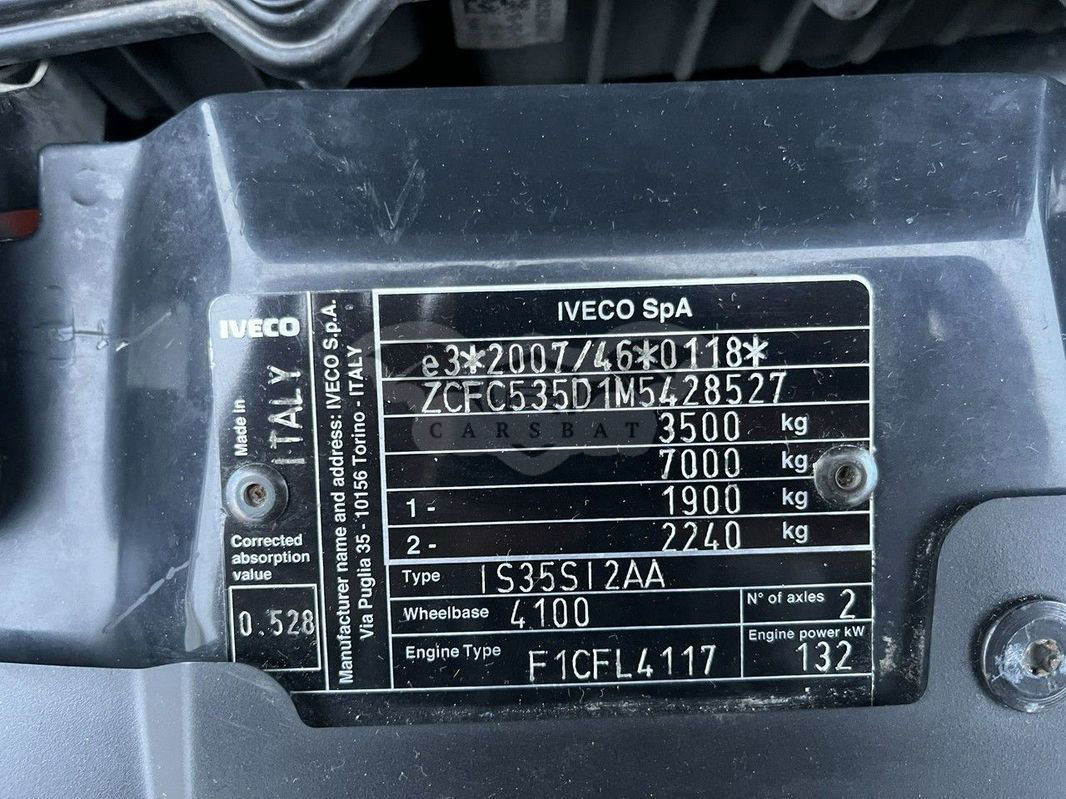 IVECO
Made In ITALY
Corrected
absorption
value
0.528
Manufacturer name and address: IVECO S.p.A.
Via Puglia 35 - 10156 Torino - ITALY
IVECO SpA
e3*2007/46*0118*
ZCFC535D1M5428527
CARSBAT
3500 kg
7000 kg
1- 1900 kg
2- 2240 kg
Type IS35SI2AA
Wheelbase 4100
N° of axles 2
Engine Type F1CFL4117
Engine power kW
132